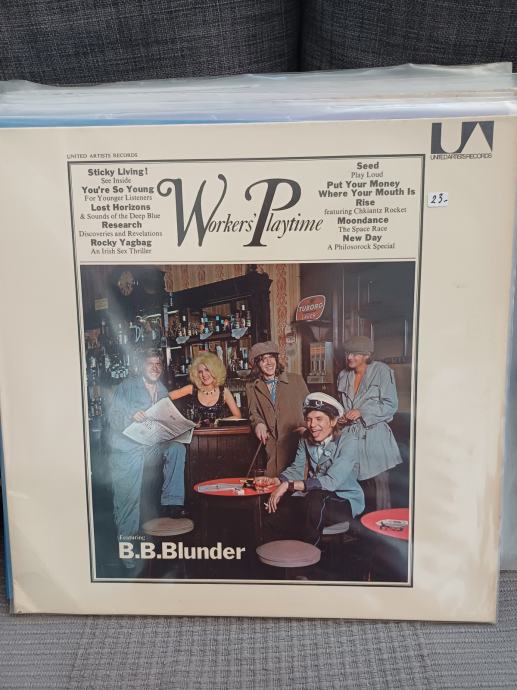 UNITED ARTISTS RECORDS
UA
UNITED ARTISTS RECORDS
Sticky Living!
See Inside
You're So Young
For Younger Listeners
Lost Horizons
& Sounds of the Deep Blue
Research
Discoveries and Revelations
Rocky Yagbag
An Irish Sex Thriller
Workers' Playtime
Seed
Play Loud
Put Your Money
Where Your Mouth Is
Rise
featuring Chkiantz Rocket
Moondance
The Space Race
New Day
A Philosorock Special
23.-
TUBORG
LAGER
Featuring
B.B.Blunder